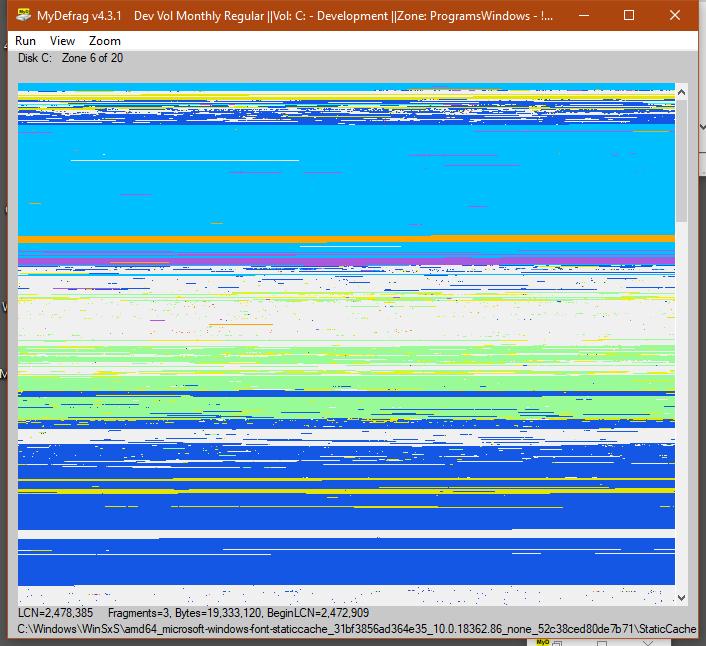 MyDefrag v4.3.1    Dev Vol Monthly Regular ||Vol: C: - Development ||Zone: ProgramsWindows - !...
Run View Zoom
Disk C:   Zone 6 of 20
LCN=2,478,385     Fragments=3, Bytes=19,333,120, BeginLCN=2,472,909
C:\Windows\WinSxS\amd64_microsoft-windows-font-staticcache_31bf3856ad364e35_10.0.18362.86_none_52c38ced80de7b71\StaticCache
MyD